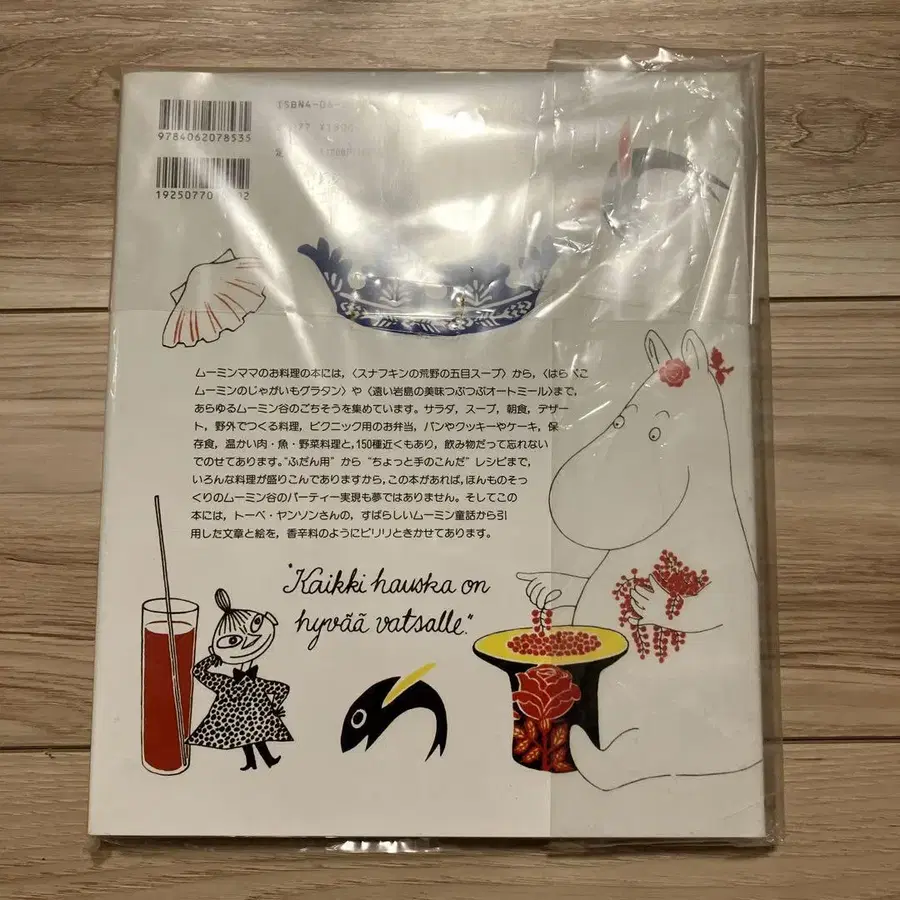 9784062078535
ISBN4-06-2
¥1
192507701
02
ムーミンママのお料理の本には,〈スナフキンの荒野の五目スープ〉から,〈はらぺこ
ムーミンのじゃがいもグラタン〉や〈遠い岩島の美味つぶつぶオートミール〉まで,
あらゆるムーミン谷のごちそうを集めています。サラダ,スープ,朝食,デザー
ト,野外でつくる料理,ピクニック用のお弁当,パンやクッキーやケーキ,保
存食,温かい肉・魚・野菜料理と,150種近くもあり,飲み物だって忘れない
でのせてあります。“ふだん用”から“ちょっと手のこんだ”レシピまで,
いろんな料理が盛りこんでありますから,この本があれば,ほんものそっ
くりのムーミン谷のパーティー実現も夢ではありません。そしてこの
本には,トーベ・ヤンソンさんの,すばらしいムーミン童話から引
用した文章と絵を,香辛料のようにピリリときかせてあります。
"Kaikki hauska on
hyvää vatsalle."